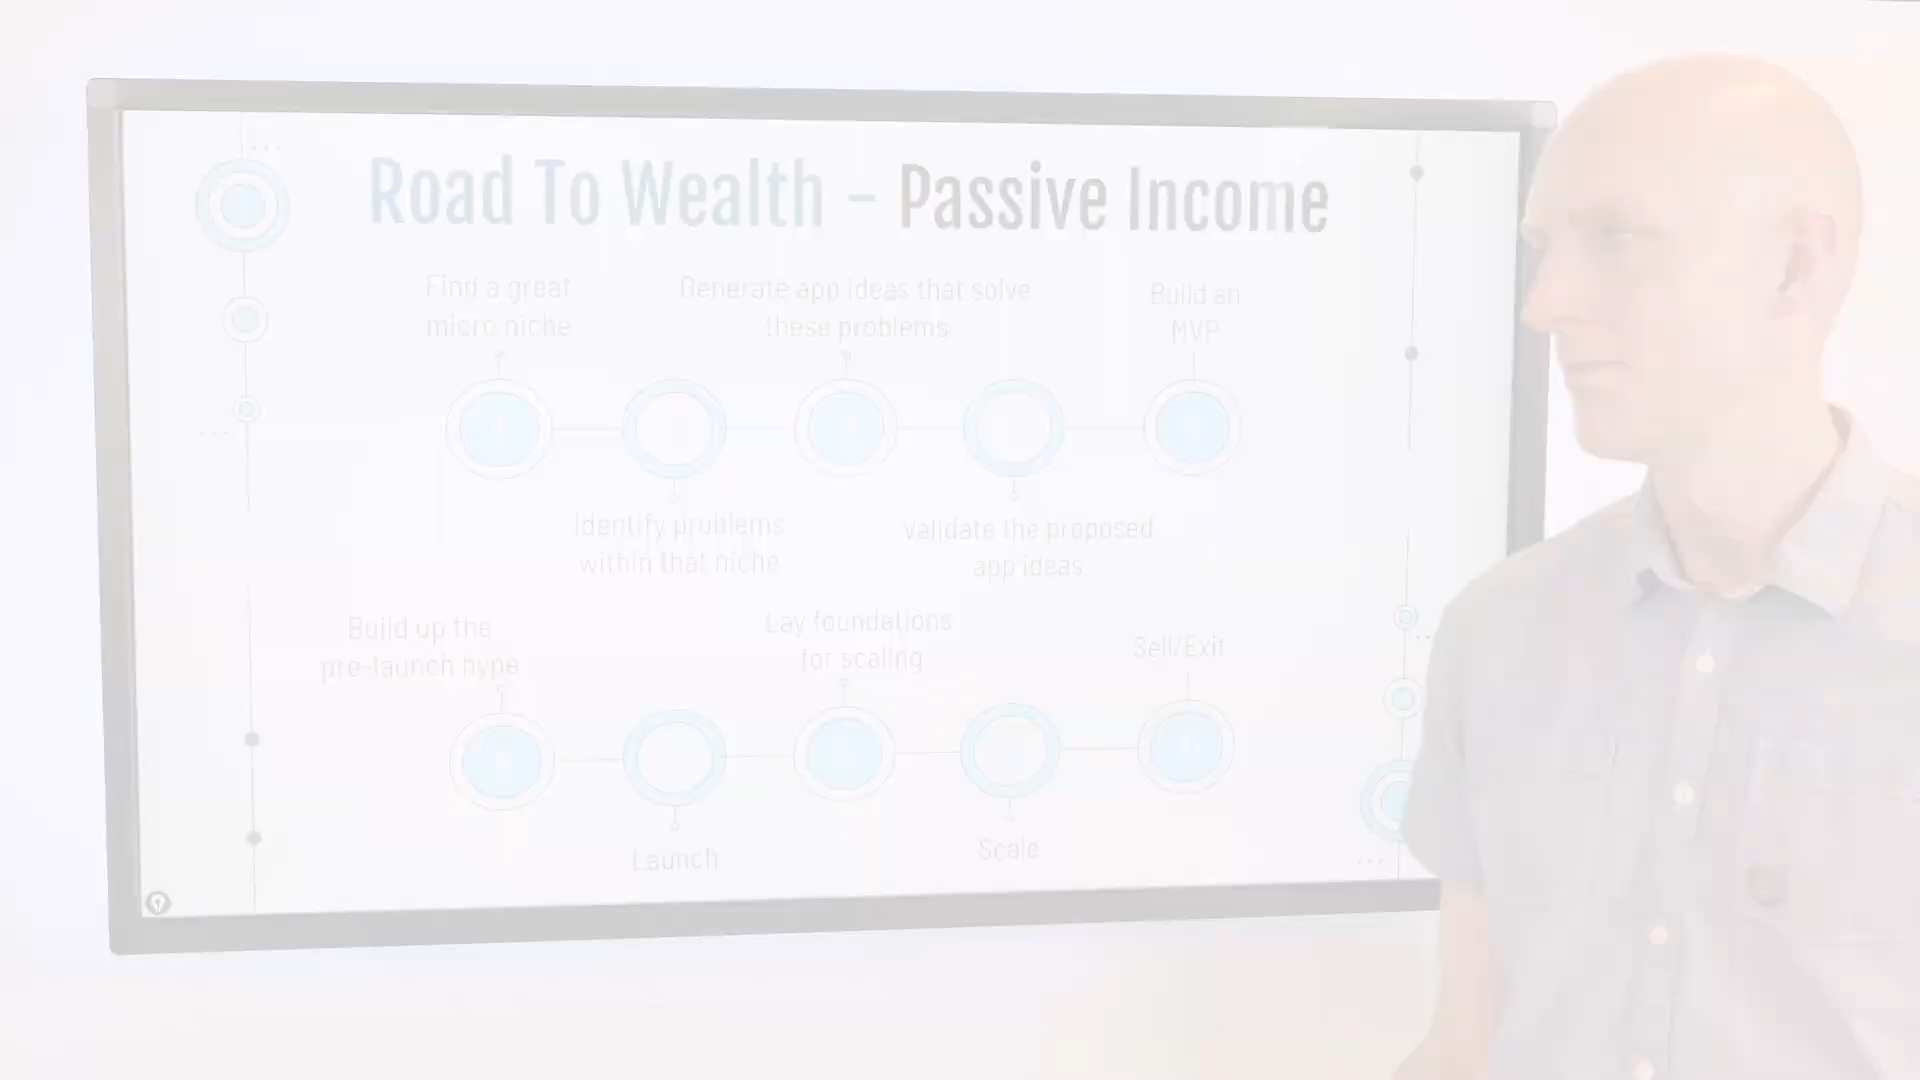 Road To Wealth – Passive Income
Find a great
micro niche
Generate app ideas that solve
these problems
Build an
MVP
Identify problems
within that niche
Validate the proposed
app ideas
Build up the
pre-launch hype
Lay foundations
for scaling
Sell/Exit
Launch
Scale